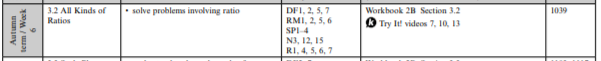 Autumn
term / Week
6
3.2 All Kinds of
Ratios
• solve problems involving ratio
DF1, 2, 5, 7
RM1, 2, 5, 6
SP1-4
N3, 12, 15
R1, 4, 5, 6, 7
Workbook 2B Section 3.2
K Try It! videos 7, 10, 13
1039